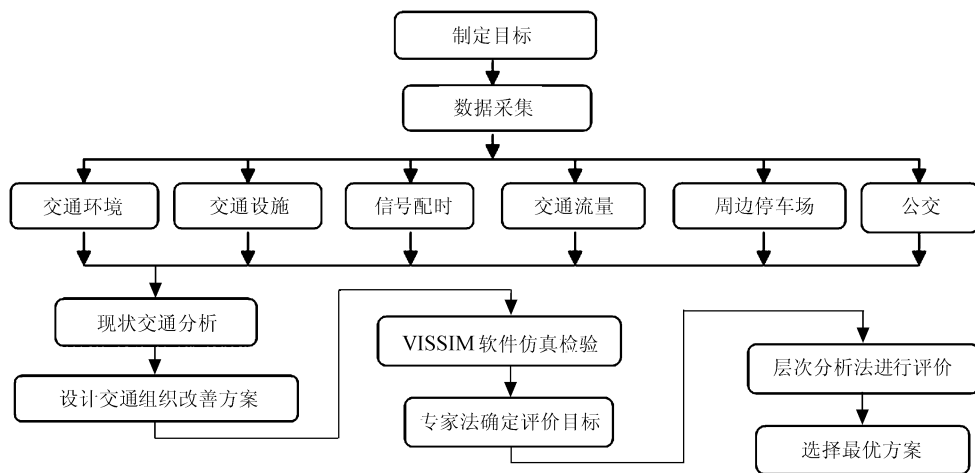 制定目标
数据采集
交通环境
交通设施
信号配时
交通流量
周边停车场
公交
现状交通分析
设计交通组织改善方案
VISSIM 软件仿真检验
专家法确定评价目标
层次分析法进行评价
选择最优方案